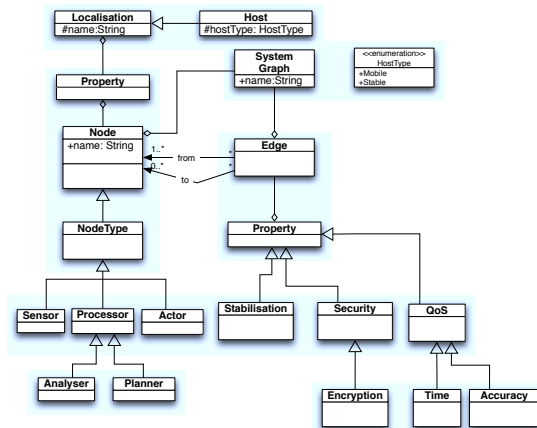 Localisation
#name:String
Host
#hostType: HostType
System
Graph
+name:String
<<enumeration>>
HostType
+Mobile
+Stable
Property
Node
+name: String
1..*
from
*
0..*
to
*
Edge
NodeType
Property
Sensor
Processor
Actor
Stabilisation
Security
QoS
Analyser
Planner
Encryption
Time
Accuracy